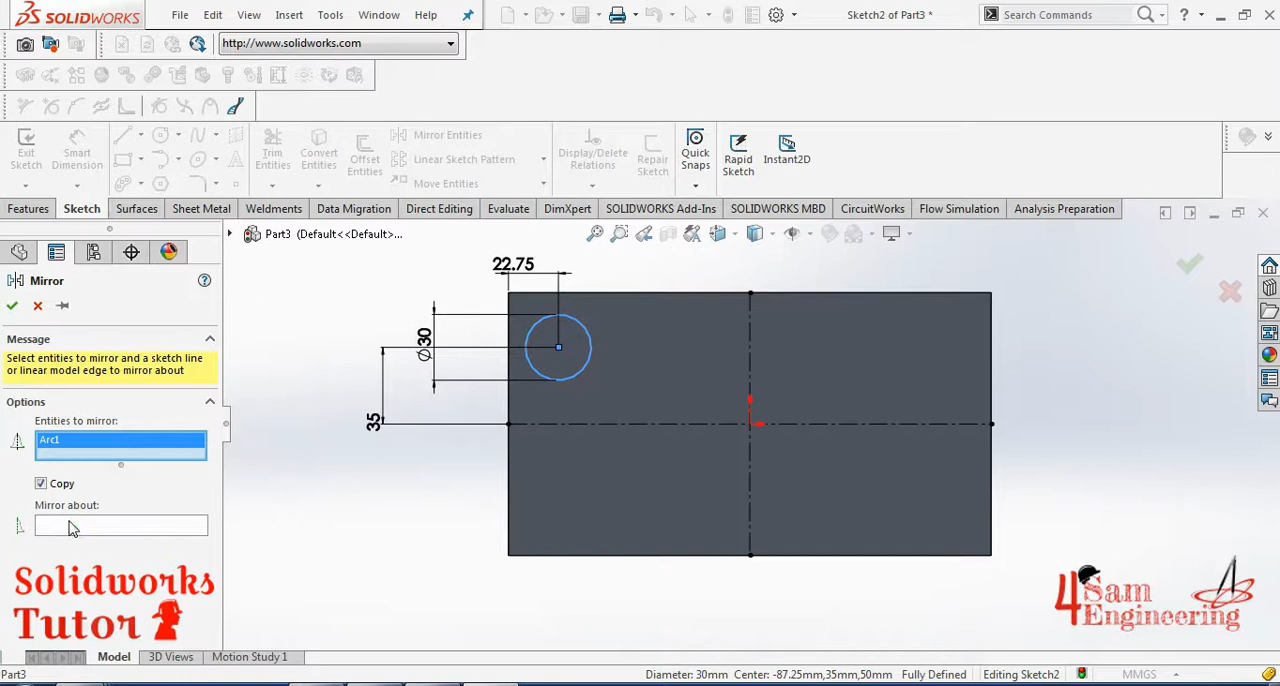 SOLIDWORKS
File Edit View Insert Tools Window Help
Sketch2 of Part3 *
Search Commands
?
http://www.solidworks.com
Exit Sketch
Smart Dimension
Trim Entities
Convert Entities
Offset Entities
Mirror Entities
Linear Sketch Pattern
Move Entities
Display/Delete Relations
Repair Sketch
Quick Snaps
Rapid Sketch
Instant2D
Features Sketch Surfaces Sheet Metal Weldments Data Migration Direct Editing Evaluate DimXpert SOLIDWORKS Add-Ins SOLIDWORKS MBD CircuitWorks Flow Simulation Analysis Preparation
Part3 (Default<<Default>...
Mirror
?
Message
Select entities to mirror and a sketch line
or linear model edge to mirror about
Options
Entities to mirror:
Arc1
Copy
Mirror about:
22.75
Ø30
35
Solidworks
Tutor
4Sam
Engineering
Model 3D Views Motion Study 1
Part3
Diameter: 30mm Center: -87.25mm,35mm,50mm Fully Defined Editing Sketch2 MMGS